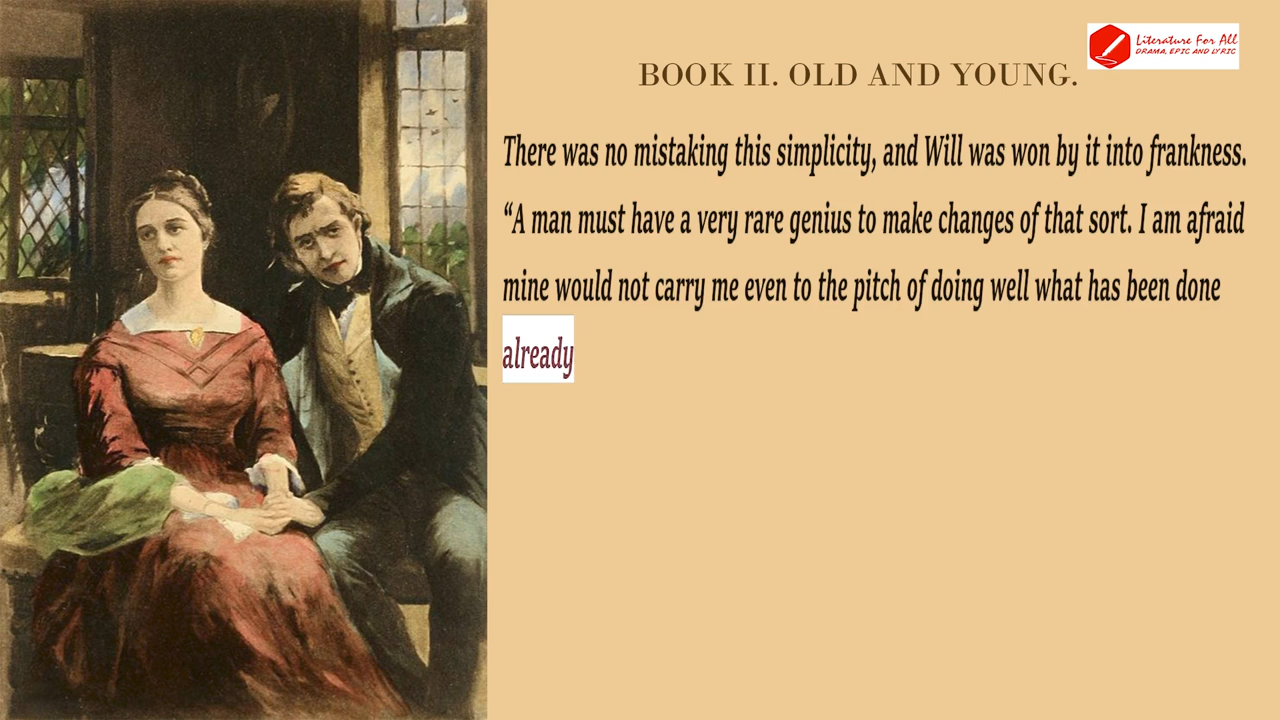 Literature For All
DRAMA, EPIC AND LYRIC
BOOK II. OLD AND YOUNG.
There was no mistaking this simplicity, and Will was won by it into frankness.
“A man must have a very rare genius to make changes of that sort. I am afraid
mine would not carry me even to the pitch of doing well what has been done
already